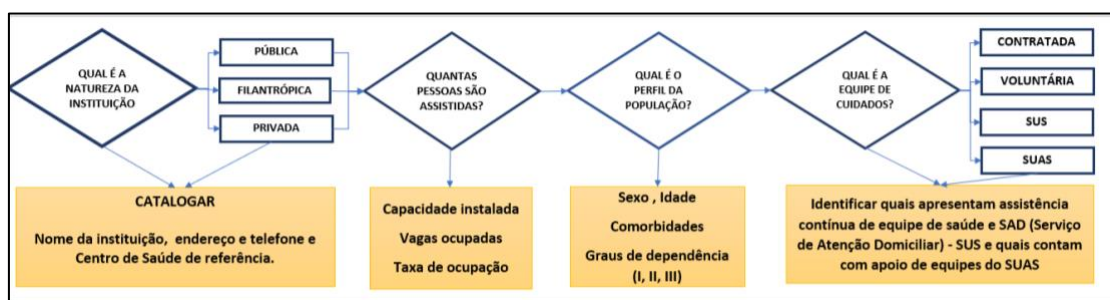 QUAL É A
NATUREZA DA
INSTITUIÇÃO
PÚBLICA
FILANTRÓPICA
PRIVADA
QUANTAS
PESSOAS SÃO
ASSISTIDAS?
QUAL É O
PERFIL DA
POPULAÇÃO?
QUAL É A
EQUIPE DE
CUIDADOS?
CONTRATADA
VOLUNTÁRIA
SUS
SUAS
CATALOGAR
Nome da instituição, endereço e telefone e
Centro de Saúde de referência.
Capacidade instalada
Vagas ocupadas
Taxa de ocupação
Sexo , Idade
Comorbidades
Graus de dependência
(I, II, III)
Identificar quais apresentam assistência
contínua de equipe de saúde e SAD (Serviço
de Atenção Domiciliar) - SUS e quais contam
com apoio de equipes do SUAS